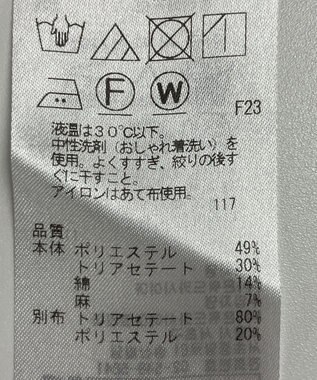 F W F23
液温は30℃以下。
中性洗剤(おしゃれ着洗い)を
使用。よくすすぎ、絞りの後す
ぐに干すこと。
アイロンはあて布使用。
117
品質
本体 ポリエステル 49%
トリアセテート 30%
綿 14%
麻 7%
別布 トリアセテート 80%
ポリエステル 20%